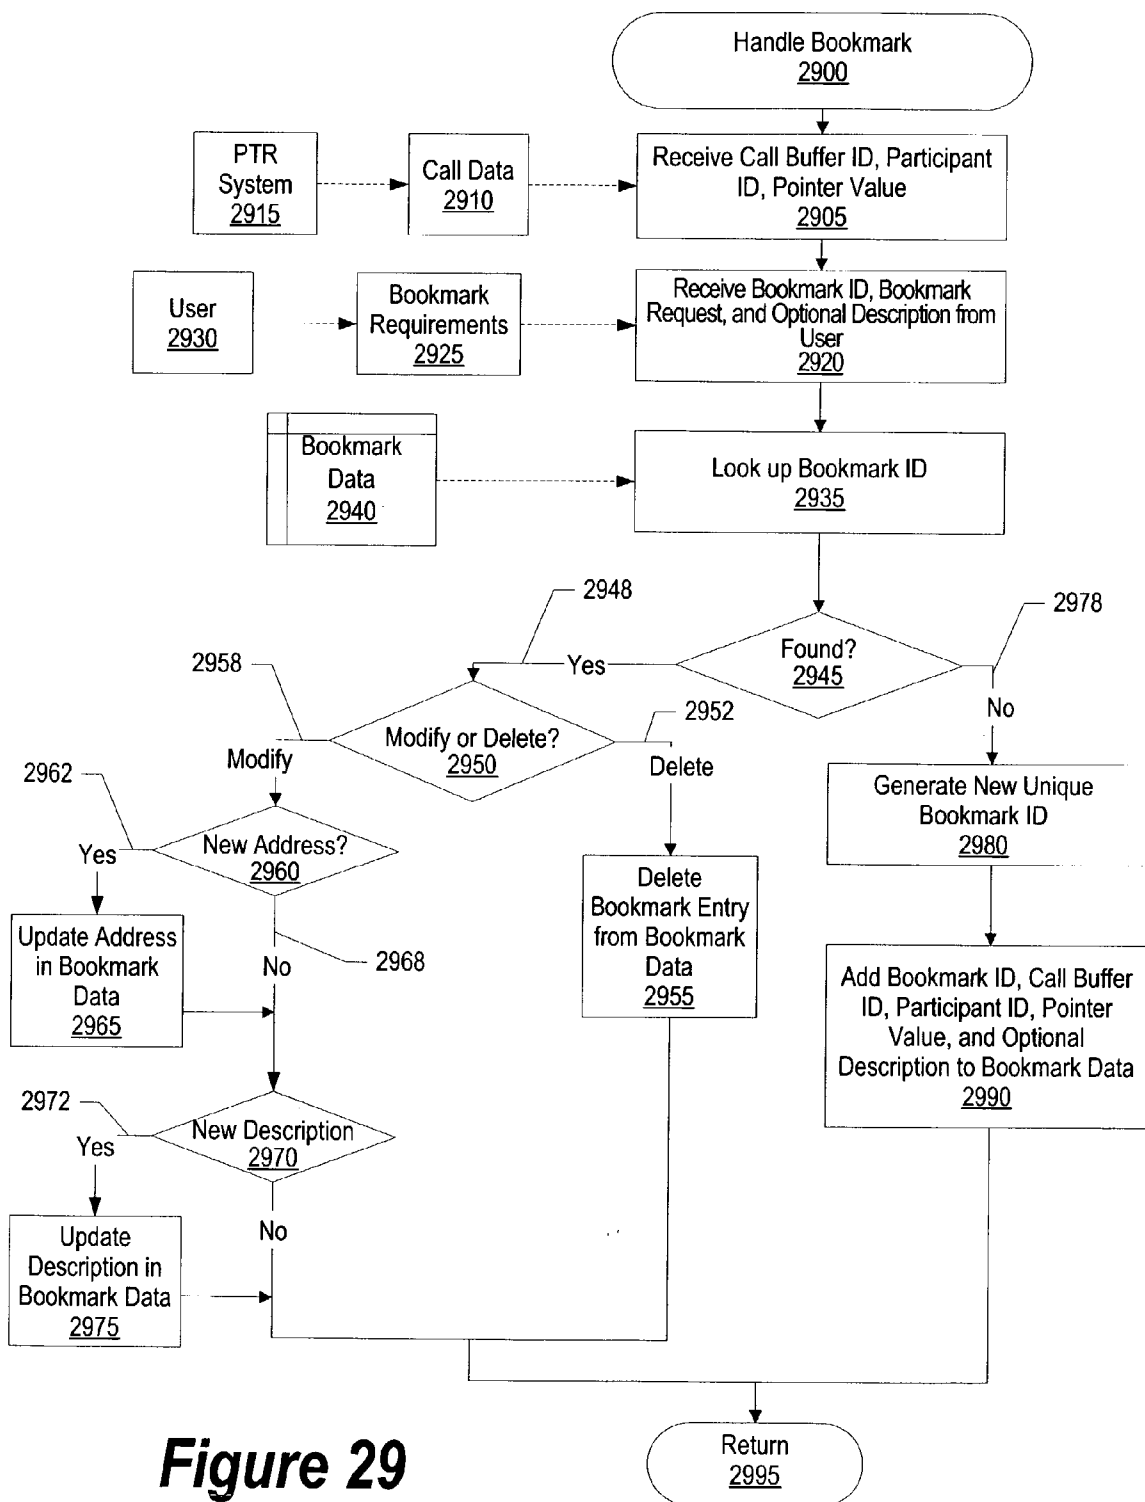 Handle Bookmark
2900
PTR
System
2915
Call Data
2910
Receive Call Buffer ID, Participant
ID, Pointer Value
2905
User
2930
Bookmark
Requirements
2925
Receive Bookmark ID, Bookmark
Request, and Optional Description from
User
2920
Bookmark
Data
2940
Look up Bookmark ID
2935
2948
2978
Found?
2945
Yes
No
2958
2952
Modify or Delete?
2950
Modify
Delete
2962
New Address?
2960
Yes
Generate New Unique
Bookmark ID
2980
Delete
Bookmark Entry
from Bookmark
Data
2955
Update Address
in Bookmark
Data
2965
No
2968
Add Bookmark ID, Call Buffer
ID, Participant ID, Pointer
Value, and Optional
Description to Bookmark Data
2990
2972
New Description
2970
Yes
No
Update
Description in
Bookmark Data
2975
Return
2995
Figure 29